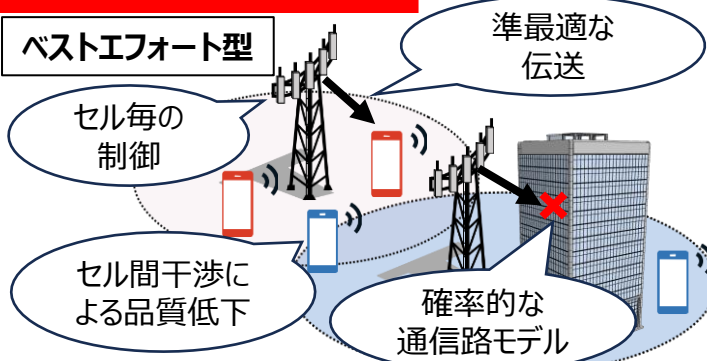 ベストエフォート型
準最適な
伝送
セル毎の
制御
セル間干渉に
よる品質低下
確率的な
通信路モデル